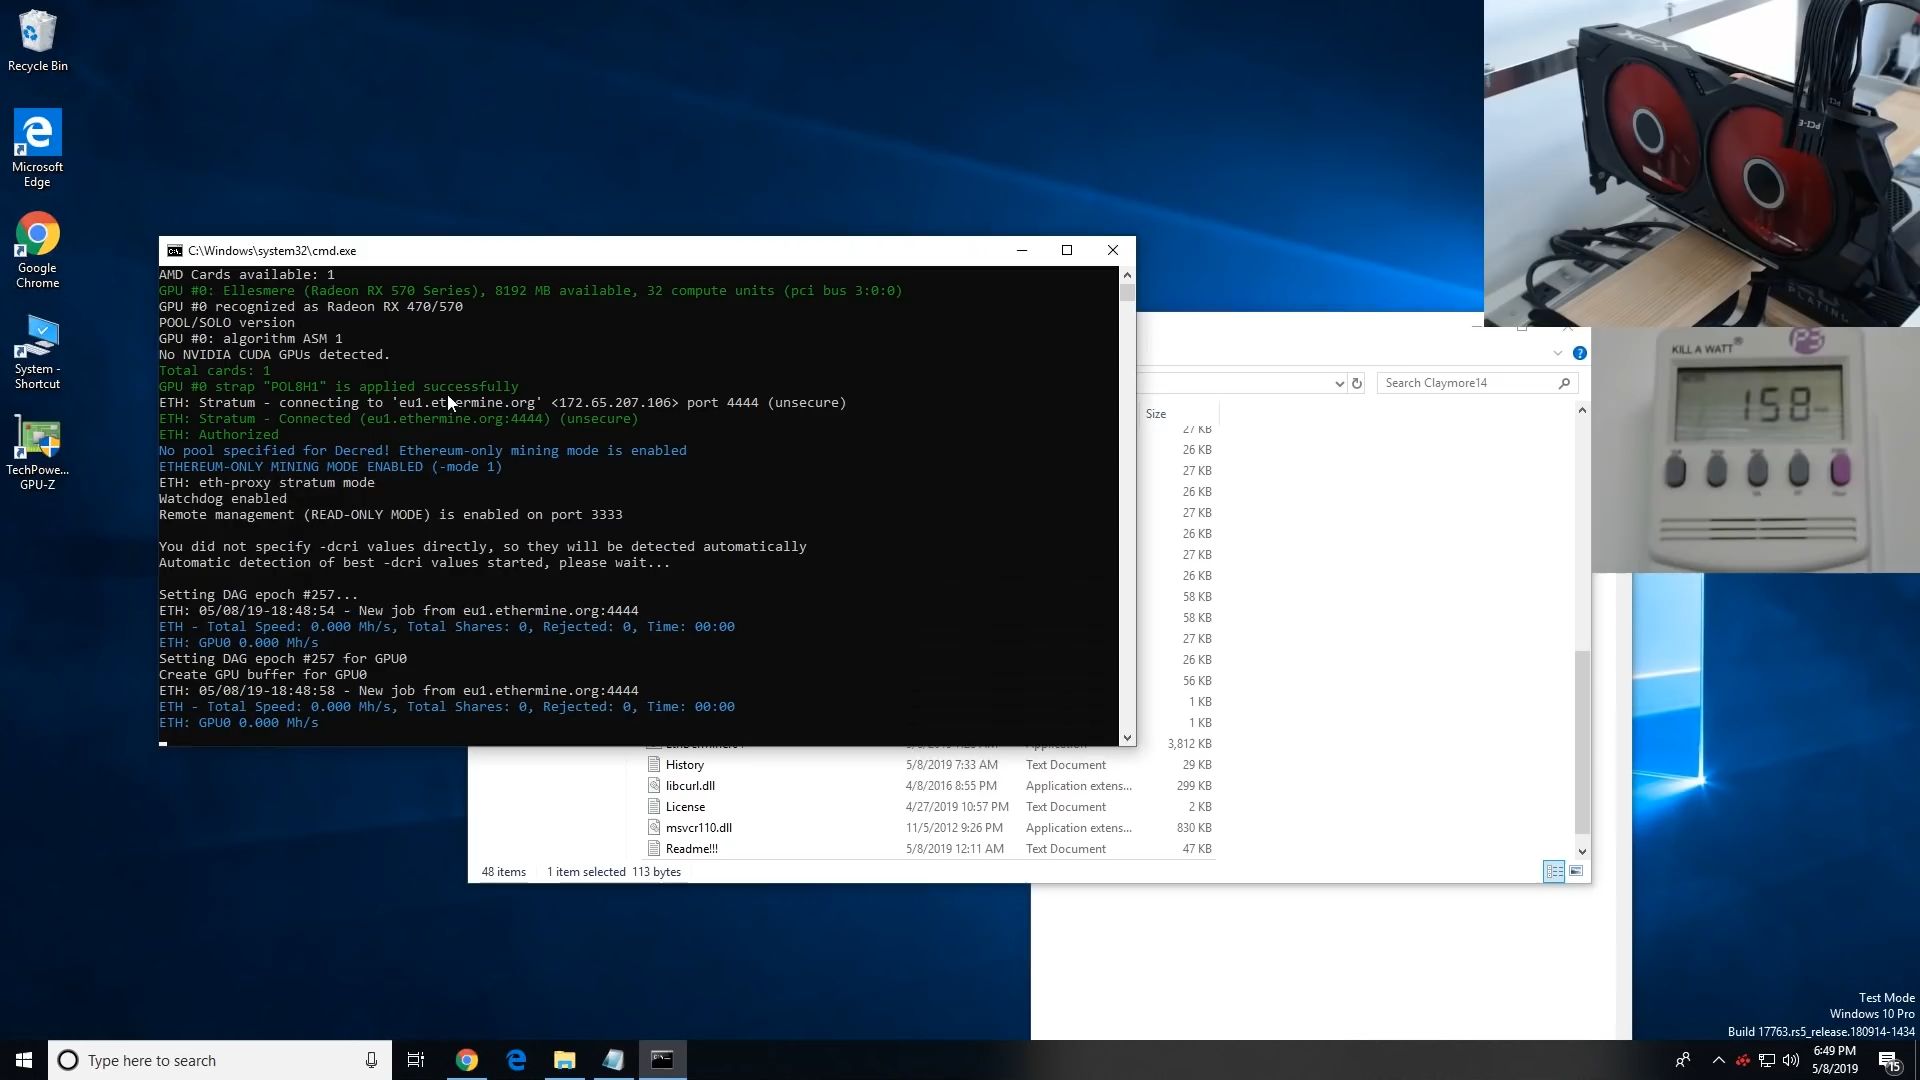 Recycle Bin
Microsoft
Edge
Google
Chrome
System -
Shortcut
TechPowe...
GPU-Z
C:\Windows\system32\cmd.exe
AMD Cards available: 1
GPU #0: Ellesmere (Radeon RX 570 Series), 8192 MB available, 32 compute units (pci bus 3:0:0)
GPU #0 recognized as Radeon RX 470/570
POOL/SOLO version
GPU #0: algorithm ASM 1
No NVIDIA CUDA GPUs detected.
Total cards: 1
GPU #0 strap "POL8H1" is applied successfully
ETH: Stratum - connecting to 'eu1.ethermine.org' <172.65.207.106> port 4444 (unsecure)
ETH: Stratum - Connected (eu1.ethermine.org:4444) (unsecure)
ETH: Authorized
No pool specified for Decred! Ethereum-only mining mode is enabled
ETHEREUM-ONLY MINING MODE ENABLED (-mode 1)
ETH: eth-proxy stratum mode
Watchdog enabled
Remote management (READ-ONLY MODE) is enabled on port 3333
You did not specify -dcri values directly, so they will be detected automatically
Automatic detection of best -dcri values started, please wait...
Setting DAG epoch #257...
ETH: 05/08/19-18:48:54 - New job from eu1.ethermine.org:4444
ETH - Total Speed: 0.000 Mh/s, Total Shares: 0, Rejected: 0, Time: 00:00
ETH: GPU0 0.000 Mh/s
Setting DAG epoch #257 for GPU0
Create GPU buffer for GPU0
ETH: 05/08/19-18:48:58 - New job from eu1.ethermine.org:4444
ETH - Total Speed: 0.000 Mh/s, Total Shares: 0, Rejected: 0, Time: 00:00
ETH: GPU0 0.000 Mh/s
XFX
PCI-E
KILL A WATT®
P3
158
Search Claymore14
Size
27 KB
26 KB
27 KB
26 KB
27 KB
26 KB
27 KB
26 KB
58 KB
58 KB
27 KB
26 KB
56 KB
1 KB
1 KB
3,812 KB
History 5/8/2019 7:33 AM Text Document 29 KB
libcurl.dll 4/8/2016 8:55 PM Application extens... 299 KB
License 4/27/2019 10:57 PM Text Document 2 KB
msvcr110.dll 11/5/2012 9:26 PM Application extens... 830 KB
Readme!!! 5/8/2019 12:11 AM Text Document 47 KB
48 items 1 item selected 113 bytes
Test Mode
Windows 10 Pro
Build 17763.rs5_release.180914-1434
Type here to search
6:49 PM
5/8/2019
15